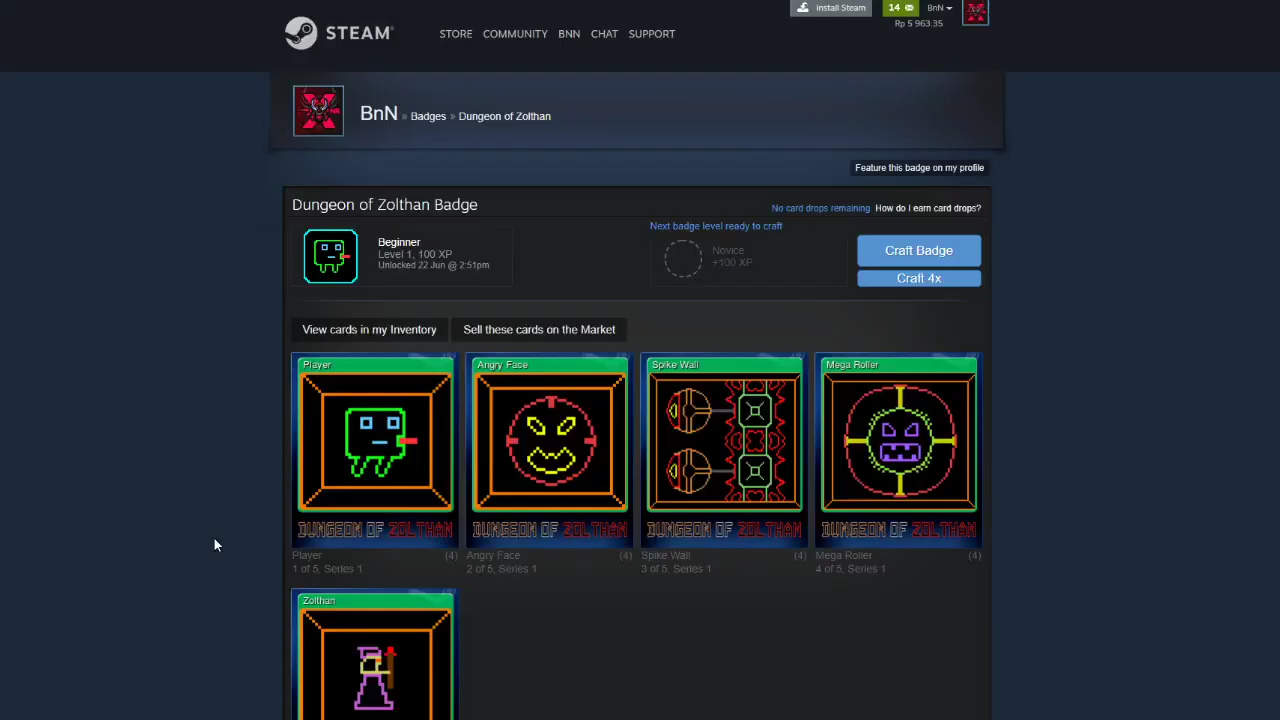 Install Steam
14
BnN
Rp 5 963.35
STEAM
STORE COMMUNITY BNN CHAT SUPPORT
BnN » Badges » Dungeon of Zolthan
Feature this badge on my profile
Dungeon of Zolthan Badge
No card drops remaining How do I earn card drops?
Beginner
Level 1, 100 XP
Unlocked 22 Jun @ 2:51pm
Next badge level ready to craft
Novice
+100 XP
Craft Badge
Craft 4x
View cards in my Inventory
Sell these cards on the Market
Player
Angry Face
Spike Wall
Mega Roller
DUNGEON OF ZOLTHAN
DUNGEON OF ZOLTHAN
DUNGEON OF ZOLTHAN
DUNGEON OF ZOLTHAN
Player (4)
1 of 5, Series 1
Angry Face (4)
2 of 5, Series 1
Spike Wall (4)
3 of 5, Series 1
Mega Roller (4)
4 of 5, Series 1
Zolthan